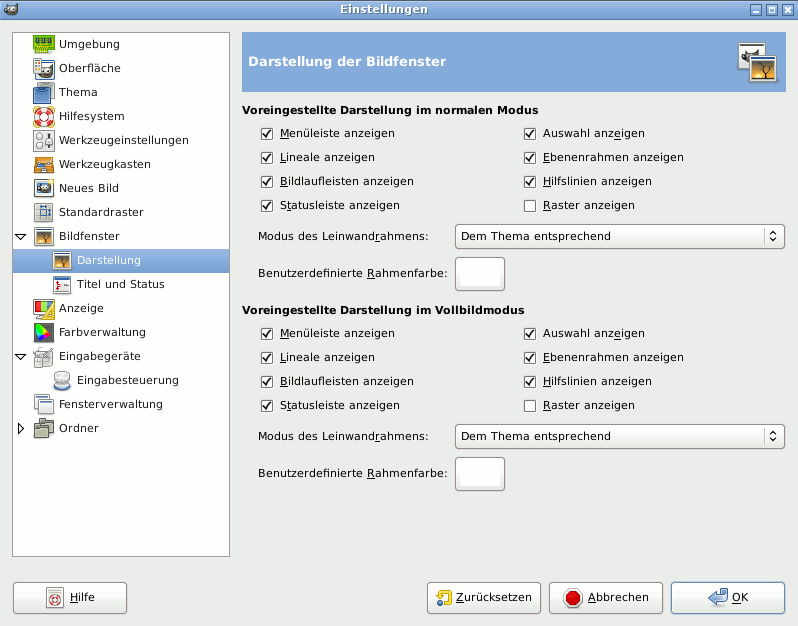 Einstellungen
Umgebung
Oberfläche
Thema
Hilfesystem
Werkzeugeinstellungen
Werkzeugkasten
Neues Bild
Standardraster
Bildfenster
Darstellung
Titel und Status
Anzeige
Farbverwaltung
Eingabegeräte
Eingabesteuerung
Fensterverwaltung
Ordner
Darstellung der Bildfenster
Voreingestellte Darstellung im normalen Modus
Menüleiste anzeigen Auswahl anzeigen
Lineale anzeigen Ebenenrahmen anzeigen
Bildlaufleisten anzeigen Hilfslinien anzeigen
Statusleiste anzeigen Raster anzeigen
Modus des Leinwandrahmens: Dem Thema entsprechend
Benutzerdefinierte Rahmenfarbe:
Voreingestellte Darstellung im Vollbildmodus
Menüleiste anzeigen Auswahl anzeigen
Lineale anzeigen Ebenenrahmen anzeigen
Bildlaufleisten anzeigen Hilfslinien anzeigen
Statusleiste anzeigen Raster anzeigen
Modus des Leinwandrahmens: Dem Thema entsprechend
Benutzerdefinierte Rahmenfarbe:
Hilfe Zurücksetzen Abbrechen OK